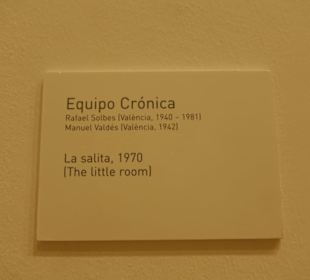 Equipo Crónica
Rafael Solbes (València, 1940 - 1981)
Manuel Valdés (València, 1942)
La salita, 1970
(The little room)